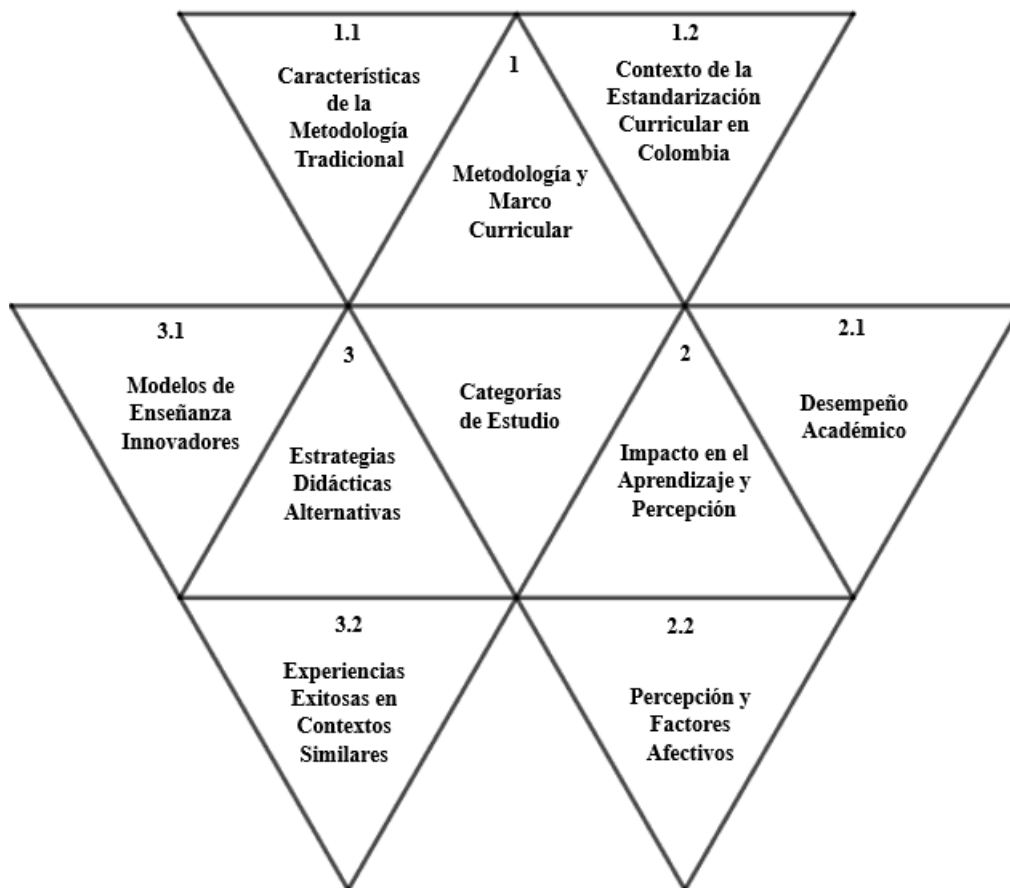 1.1
Características
de la
Metodología
Tradicional
1
Metodología y
Marco
Curricular
1.2
Contexto de la
Estandarización
Curricular en
Colombia
3.1
Modelos de
Enseñanza
Innovadores
3
Estrategias
Didácticas
Alternativas
Categorías
de Estudio
2
Impacto en el
Aprendizaje y
Percepción
2.1
Desempeño
Académico
3.2
Experiencias
Exitosas en
Contextos
Similares
2.2
Percepción y
Factores
Afectivos